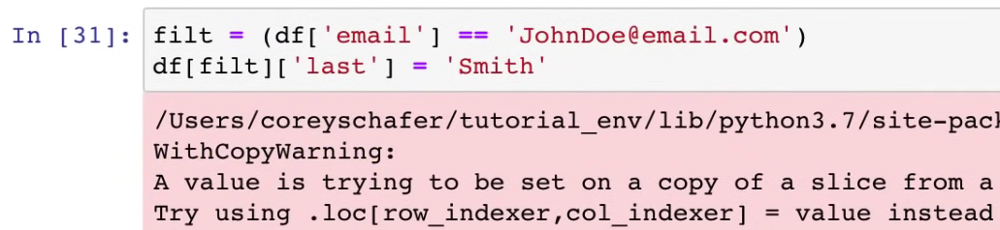 In [31]: filt = (df['email'] == 'JohnDoe@email.com')
df[filt]['last'] = 'Smith'
/Users/coreyschafer/tutorial_env/lib/python3.7/site-pack
WithCopyWarning:
A value is trying to be set on a copy of a slice from a
Try using .loc[row_indexer,col_indexer] = value instead